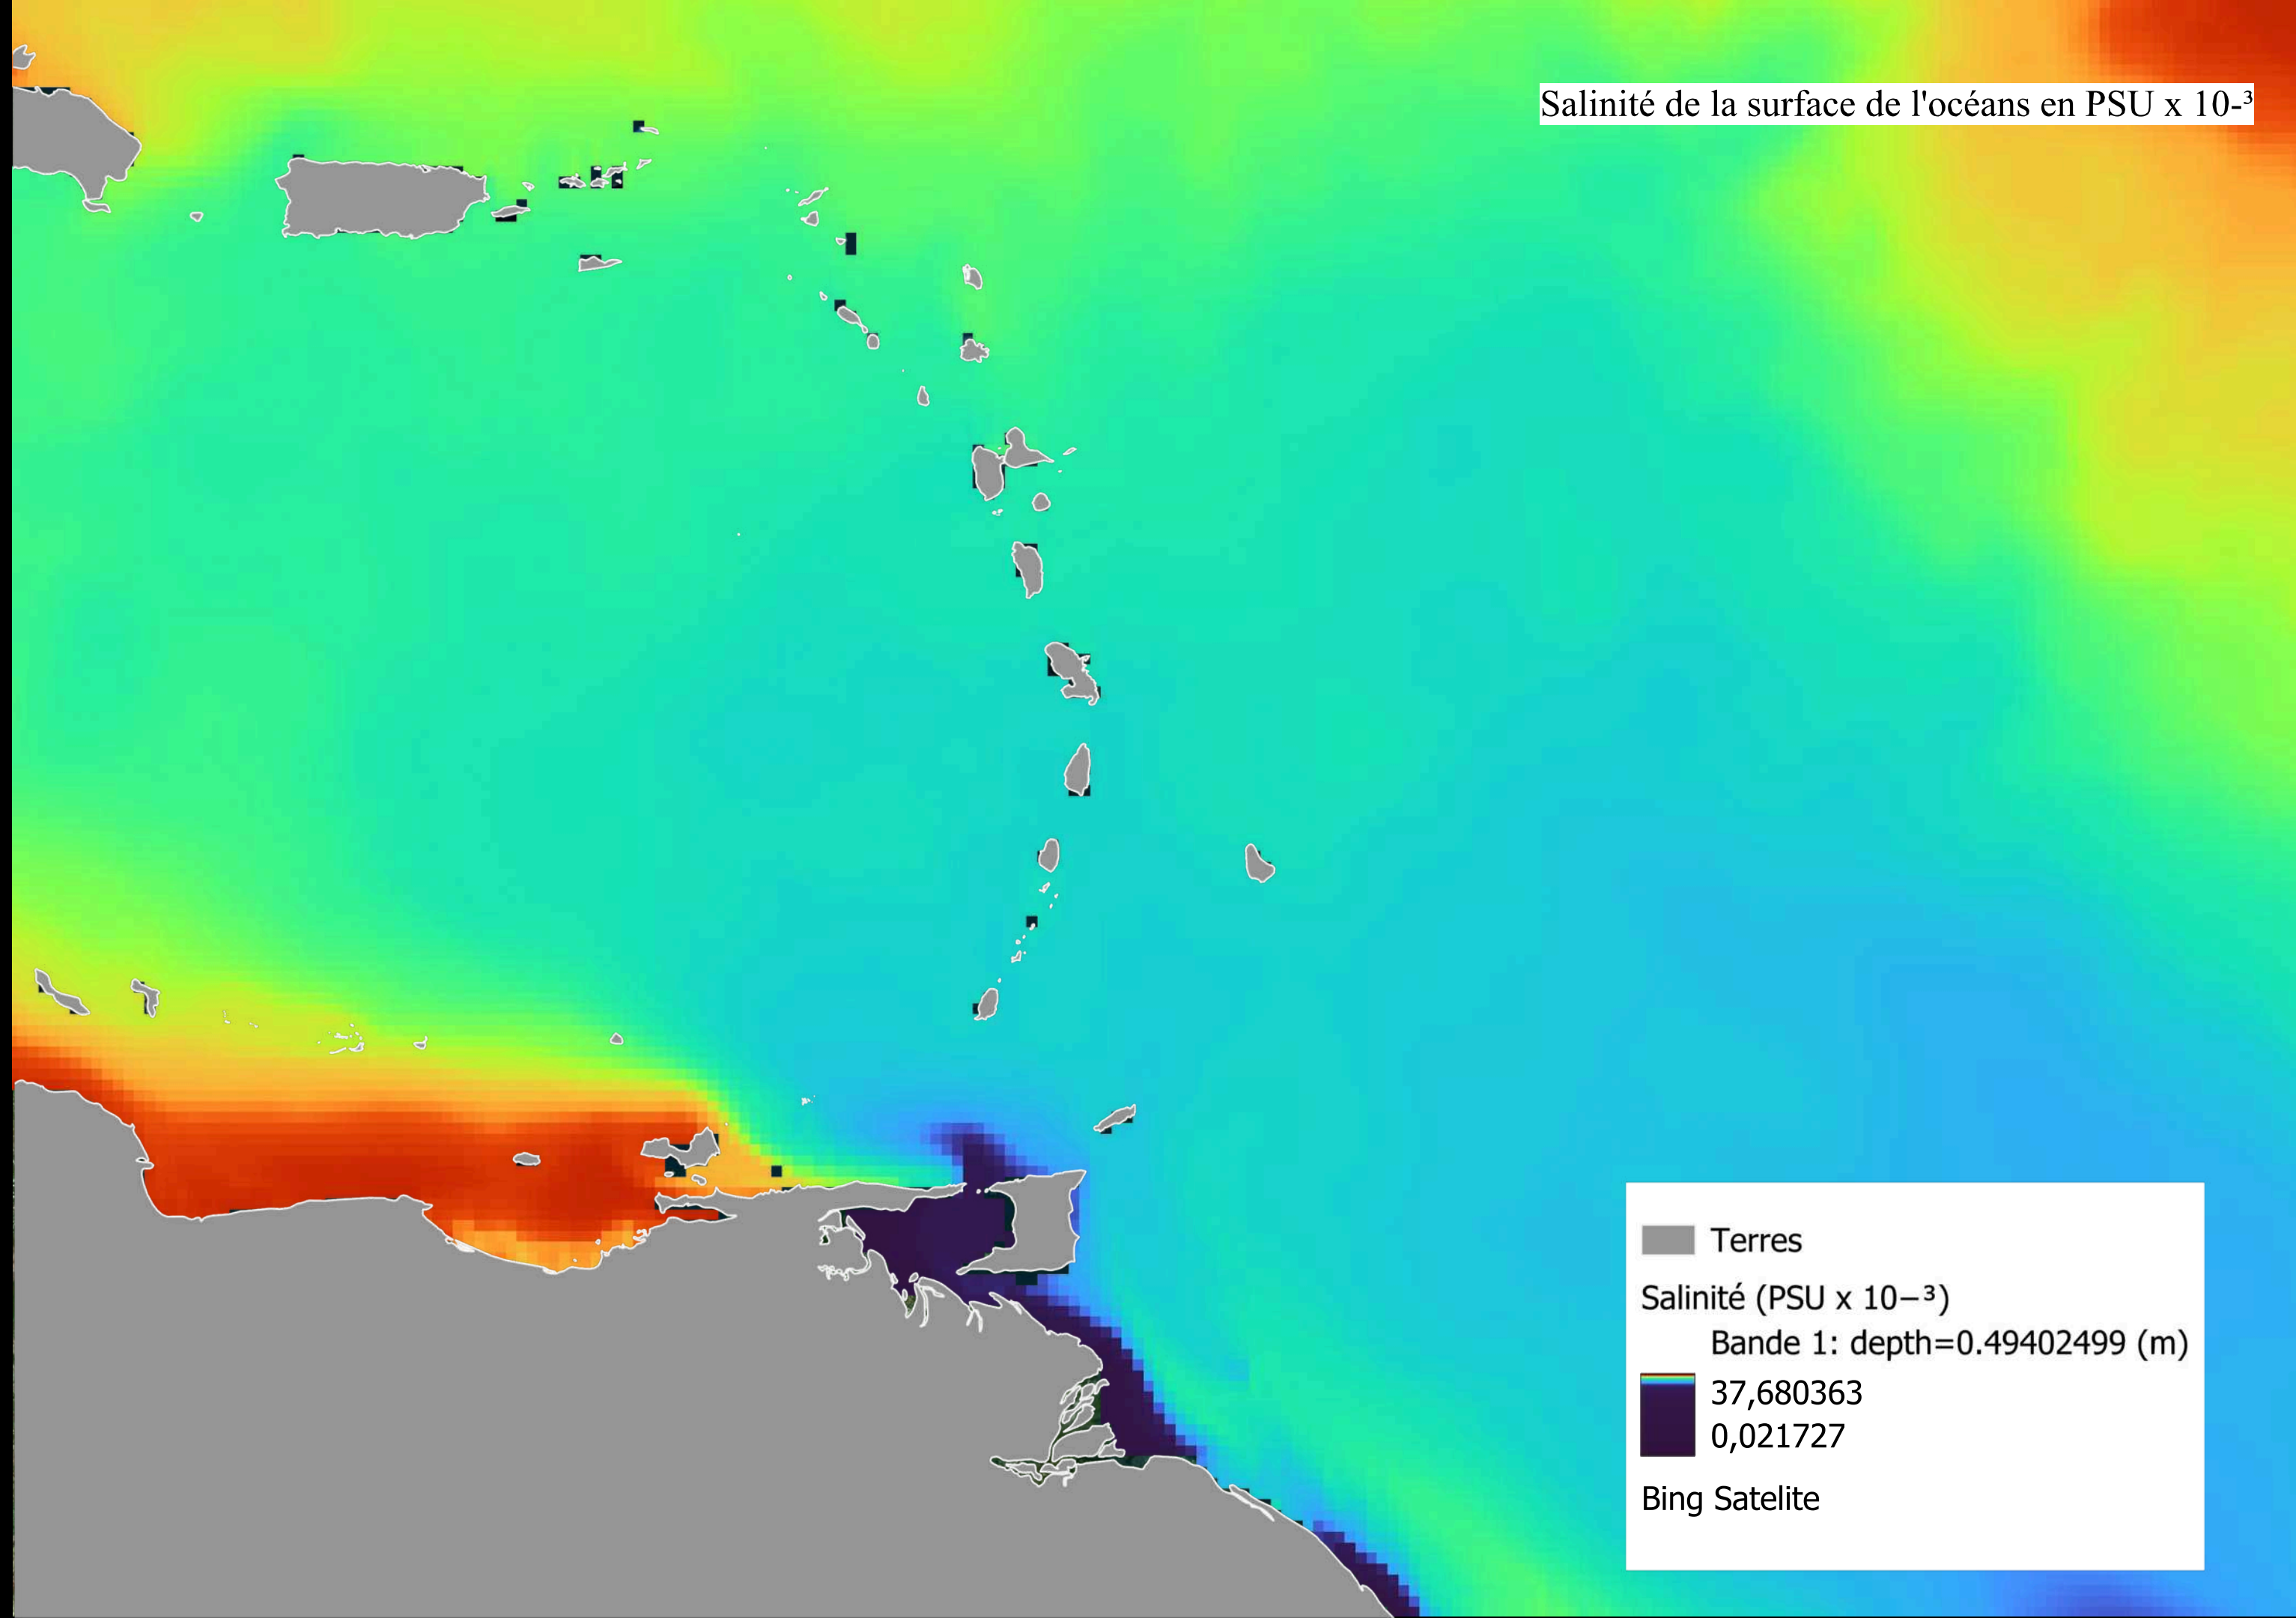 Salinité de la surface de l'océans en PSU x 10-³
Terres
Salinité (PSU x 10−³)
Bande 1: depth=0.49402499 (m)
37,680363
0,021727
Bing Satelite